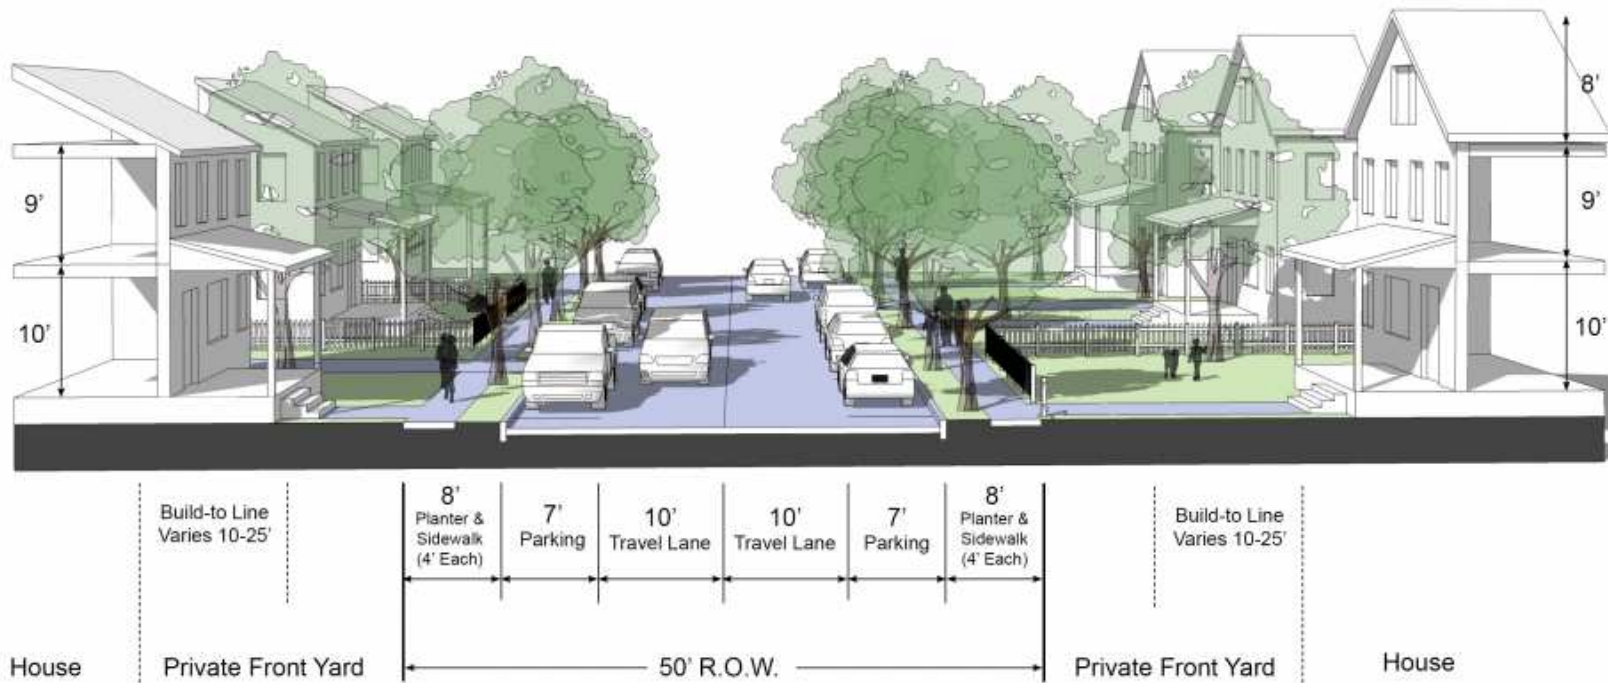 8'
9'
9'
10'
10'
Build-to Line
Varies 10-25'
8'
Planter &
Sidewalk
(4' Each)
7'
Parking
10'
Travel Lane
10'
Travel Lane
7'
Parking
8'
Planter &
Sidewalk
(4' Each)
Build-to Line
Varies 10-25'
House
Private Front Yard
50' R.O.W.
Private Front Yard
House